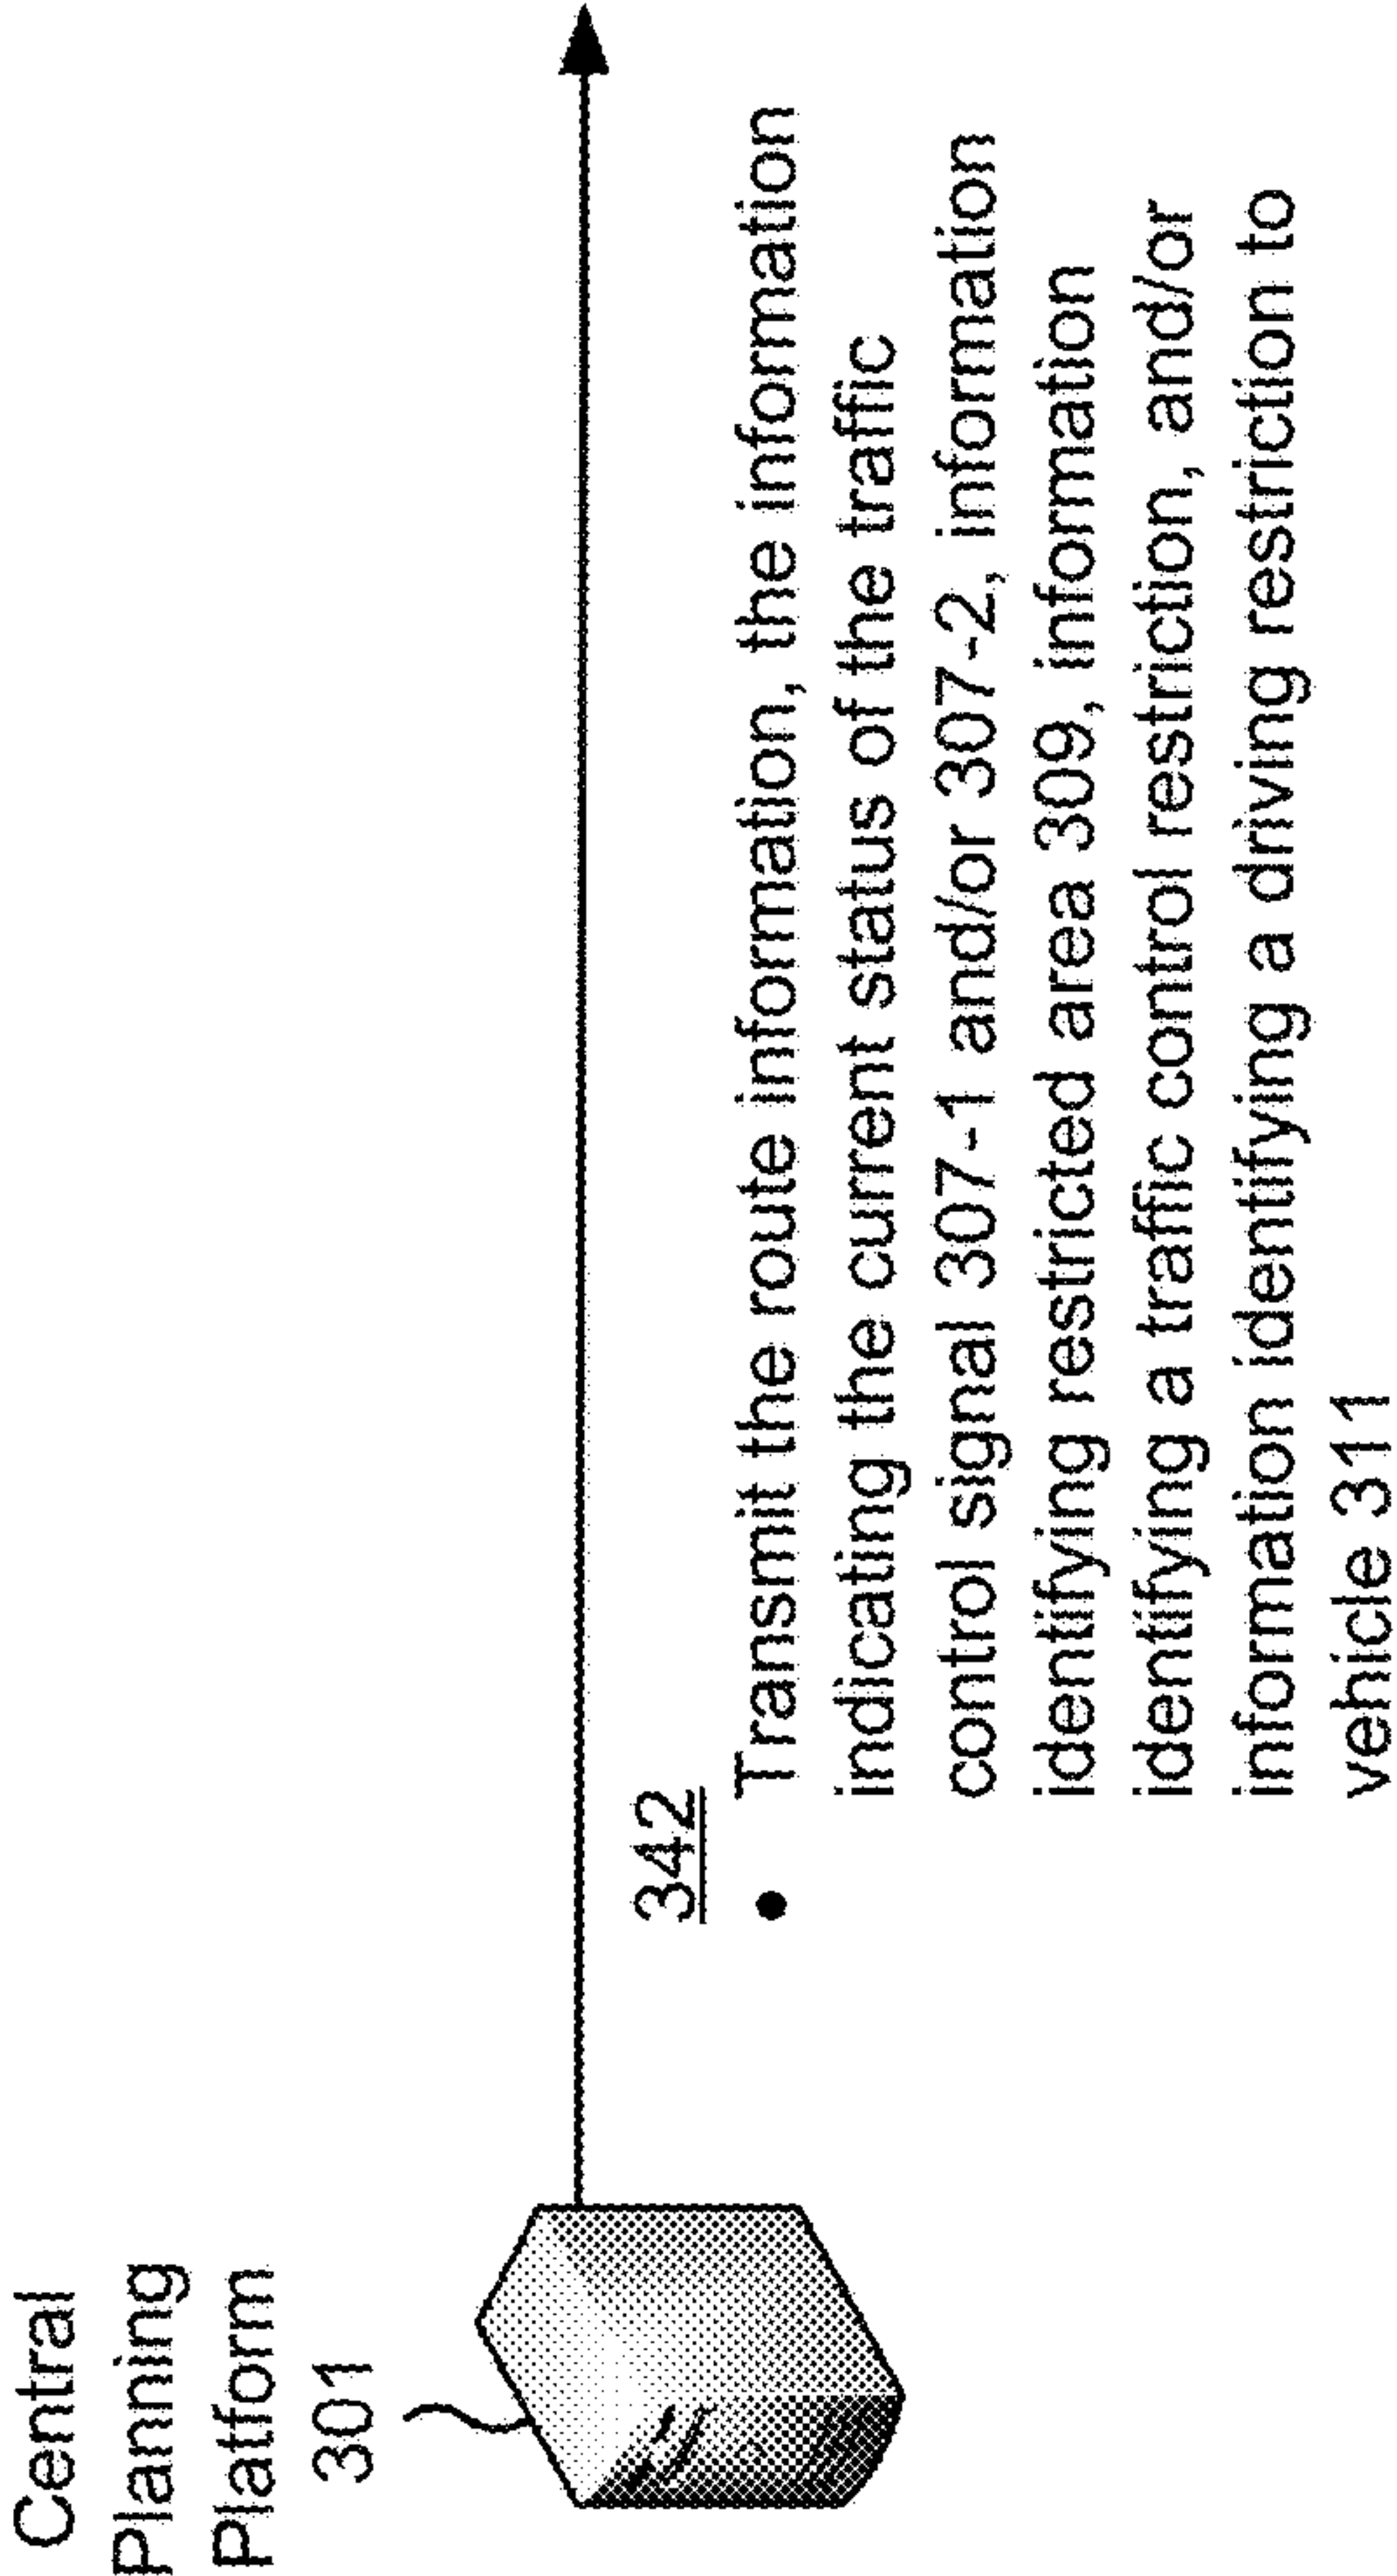 Central
Planning
Platform
301
342
• Transmit the route information, the information
indicating the current status of the traffic
control signal 307-1 and/or 307-2, information
identifying restricted area 309, information
identifying a traffic control restriction, and/or
information identifying a driving restriction to
vehicle 311